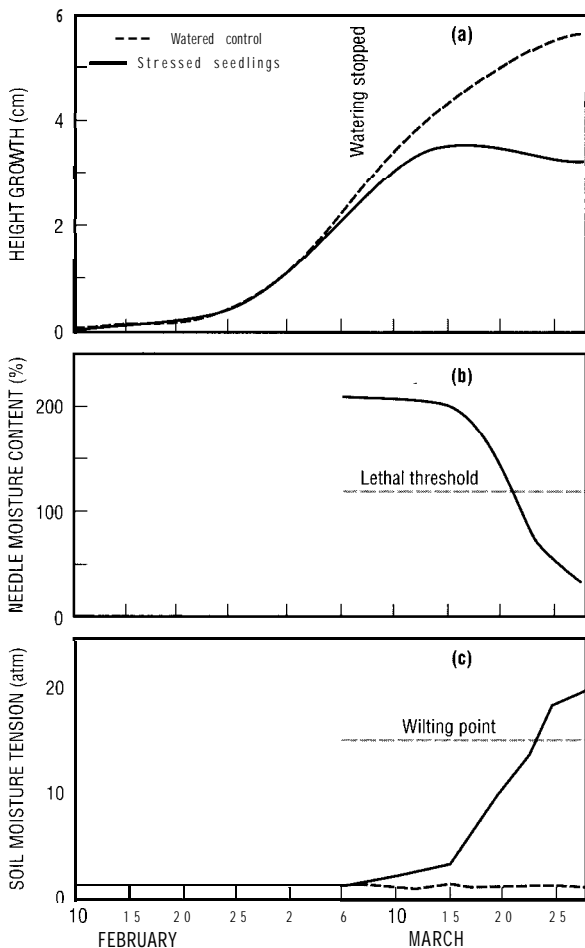 6
(a)
Watered control
Stressed seedlings
Watering stopped
HEIGHT GROWTH (cm)
4
2
0
(b)
NEEDLE MOISTURE CONTENT (%)
200
Lethal threshold
100
0
(c)
SOIL MOISTURE TENSION (atm)
20
Wilting point
10
0
10 15 20 25 2 6 10 15 20 25
FEBRUARY MARCH